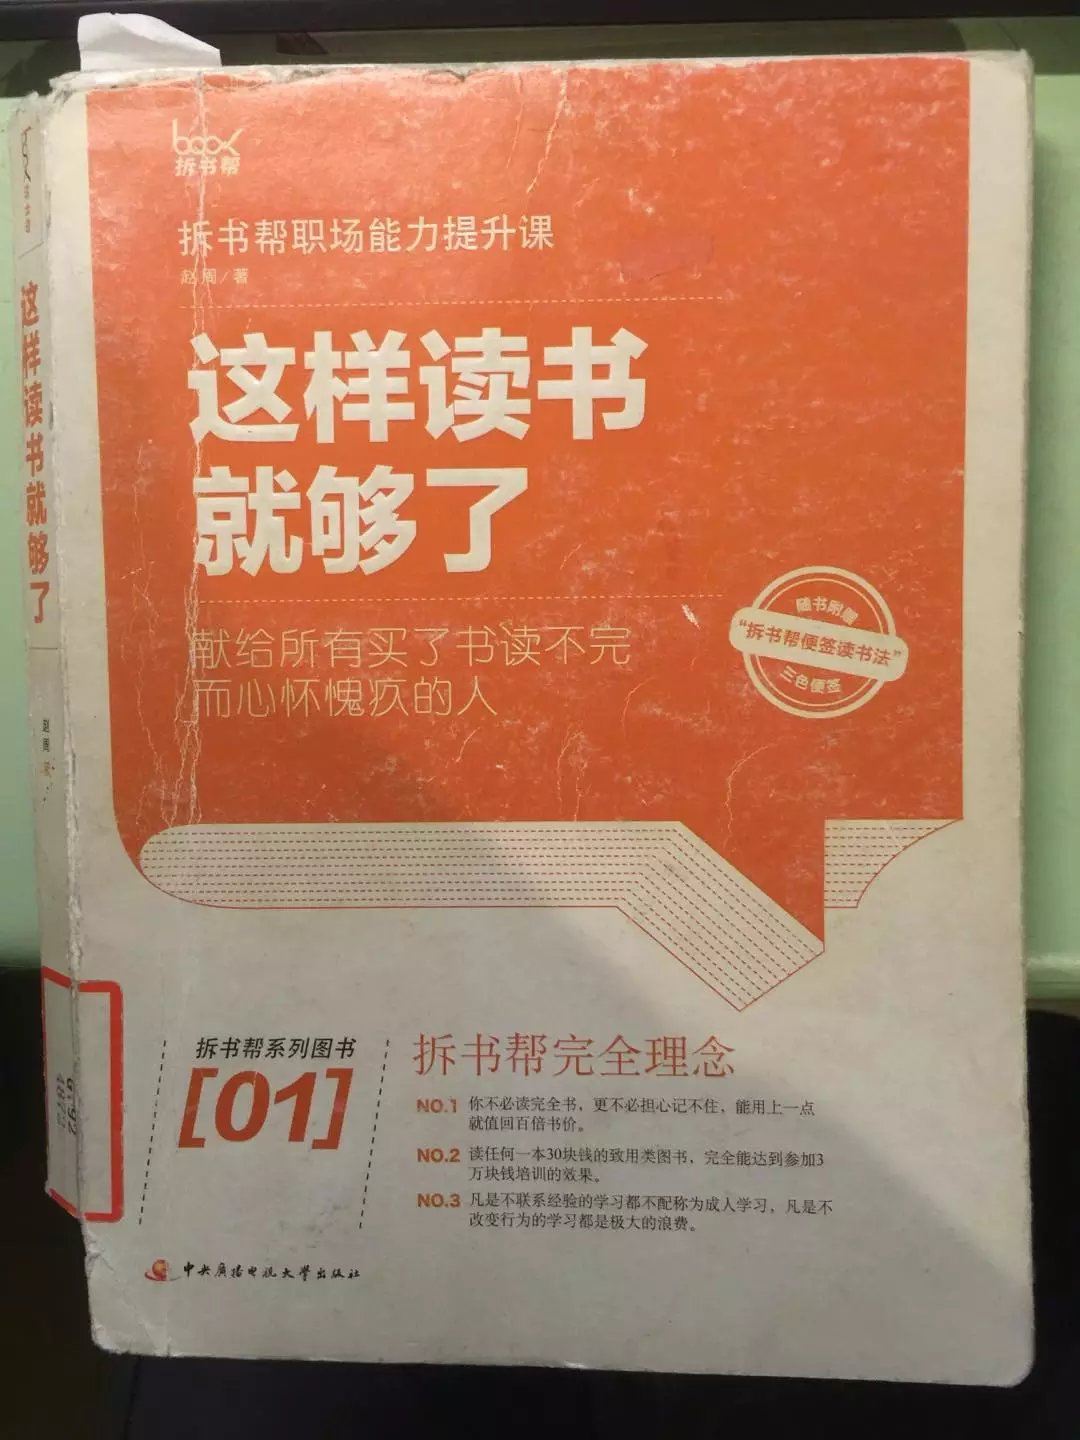 book
拆书帮
拆书帮职场能力提升课
赵周/著
这样读书
就够了
献给所有买了书读不完
而心怀愧疚的人
随书附赠
“拆书帮便签读书法”
三色便签
拆书帮系列图书
[01]
拆书帮完全理念
NO.1 你不必读完全书，更不必担心记不住，能用上一点
就值回百倍书价。
NO.2 读任何一本30块钱的致用类图书，完全能达到参加3
万块钱培训的效果。
NO.3 凡是不联系经验的学习都不配称为成人学习，凡是不
改变行为的学习都是极大的浪费。
中央廣播电视大学出版社
这样读书就够了
赵周 著